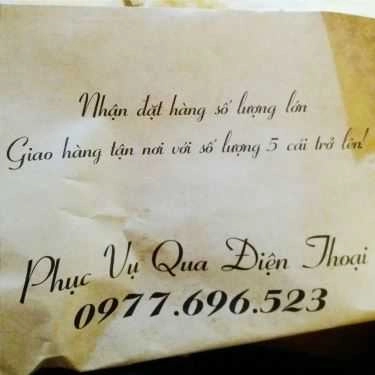 Nhận đặt hàng số lượng lớn
Giao hàng tận nơi với số lượng 5 cái trở lên!
Phục Vụ Qua Điện Thoại
0977.696.523